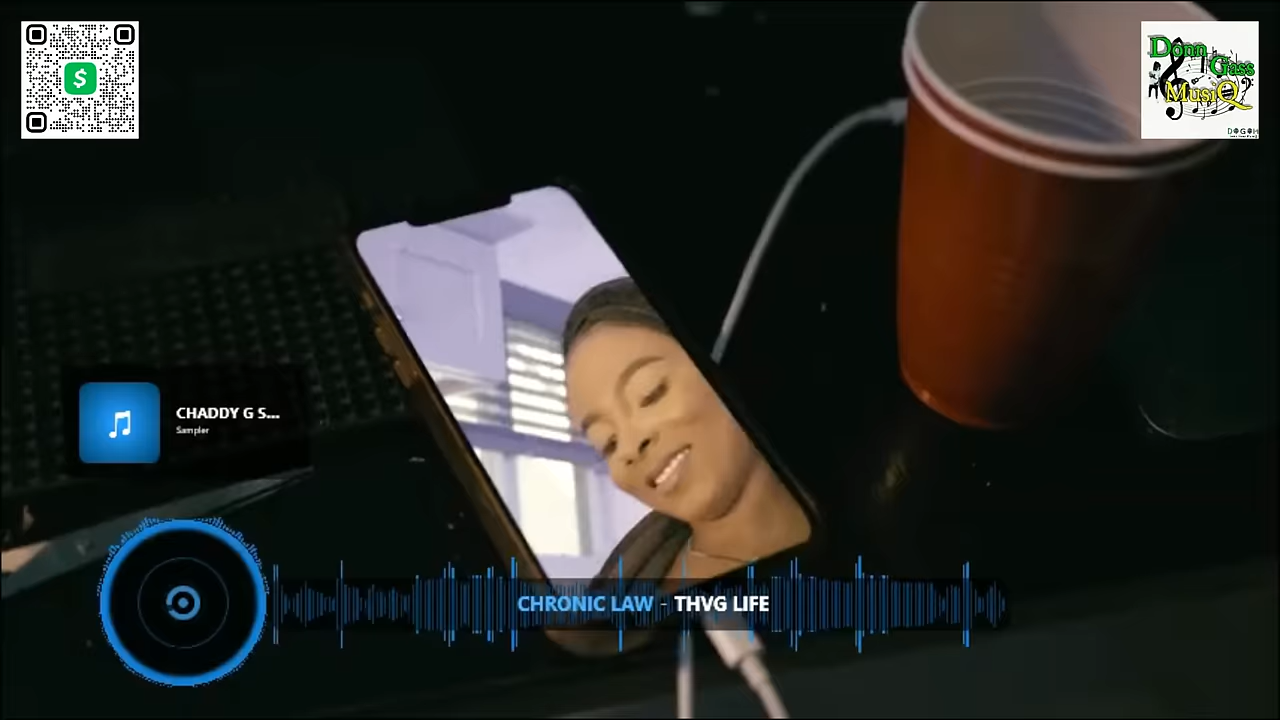 Donn
Gass
MusiQ
CHADDY G S...
Sampler
CHRONIC LAW - THVG LIFE